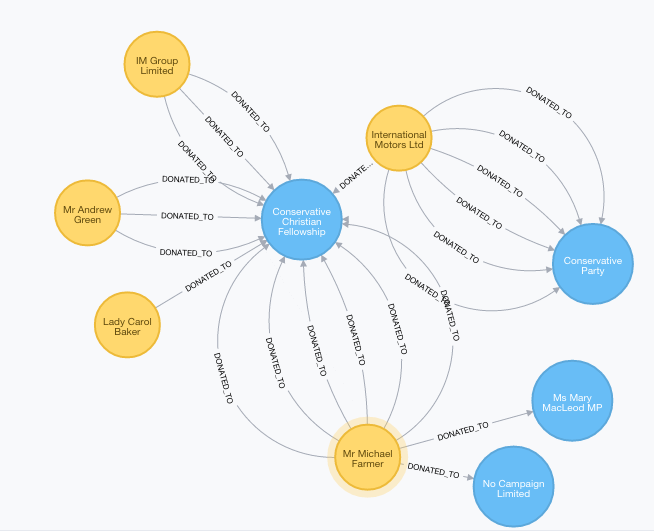 IM Group
Limited
DONATED_TO
DONATED_TO
DONATED_TO
International
Motors Ltd
DONATED_TO
DONATED_TO
DONATED_TO
DONATED_TO
DONATED_TO
DONATED_TO
DONATE...
Mr Andrew
Green
DONATED_TO
DONATED_TO
DONATED_TO
Conservative
Christian
Fellowship
Conservative
Party
Lady Carol
Baker
DONATED_TO
DONATED_TO
DONATED_TO
DONATED_TO
DONATED_TO
DONATED_TO
DONATED_TO
Mr Michael
Farmer
DONATED_TO
Ms Mary
MacLeod MP
DONATED_TO
No Campaign
Limited